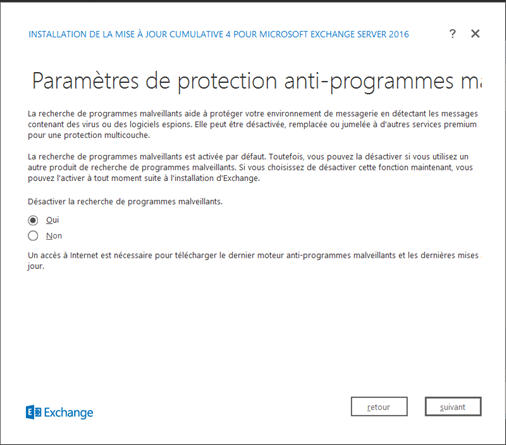 INSTALLATION DE LA MISE À JOUR CUMULATIVE 4 POUR MICROSOFT EXCHANGE SERVER 2016 ?
Paramètres de protection anti-programmes ma
La recherche de programmes malveillants aide à protéger votre environnement de messagerie en détectant les messages
contenant des virus ou des logiciels espions. Elle peut être désactivée, remplacée ou jumelée à d'autres services premium
pour une protection multicouche.
La recherche de programmes malveillants est activée par défaut. Toutefois, vous pouvez la désactiver si vous utilisez un
autre produit de recherche de programmes malveillants. Si vous choisissez de désactiver cette fonction maintenant, vous
pouvez l'activer à tout moment suite à l'installation d'Exchange.
Désactiver la recherche de programmes malveillants.
Oui
Non
Un accès à Internet est nécessaire pour télécharger le dernier moteur anti-programmes malveillants et les dernières mises
jour.
Exchange
retour
suivant